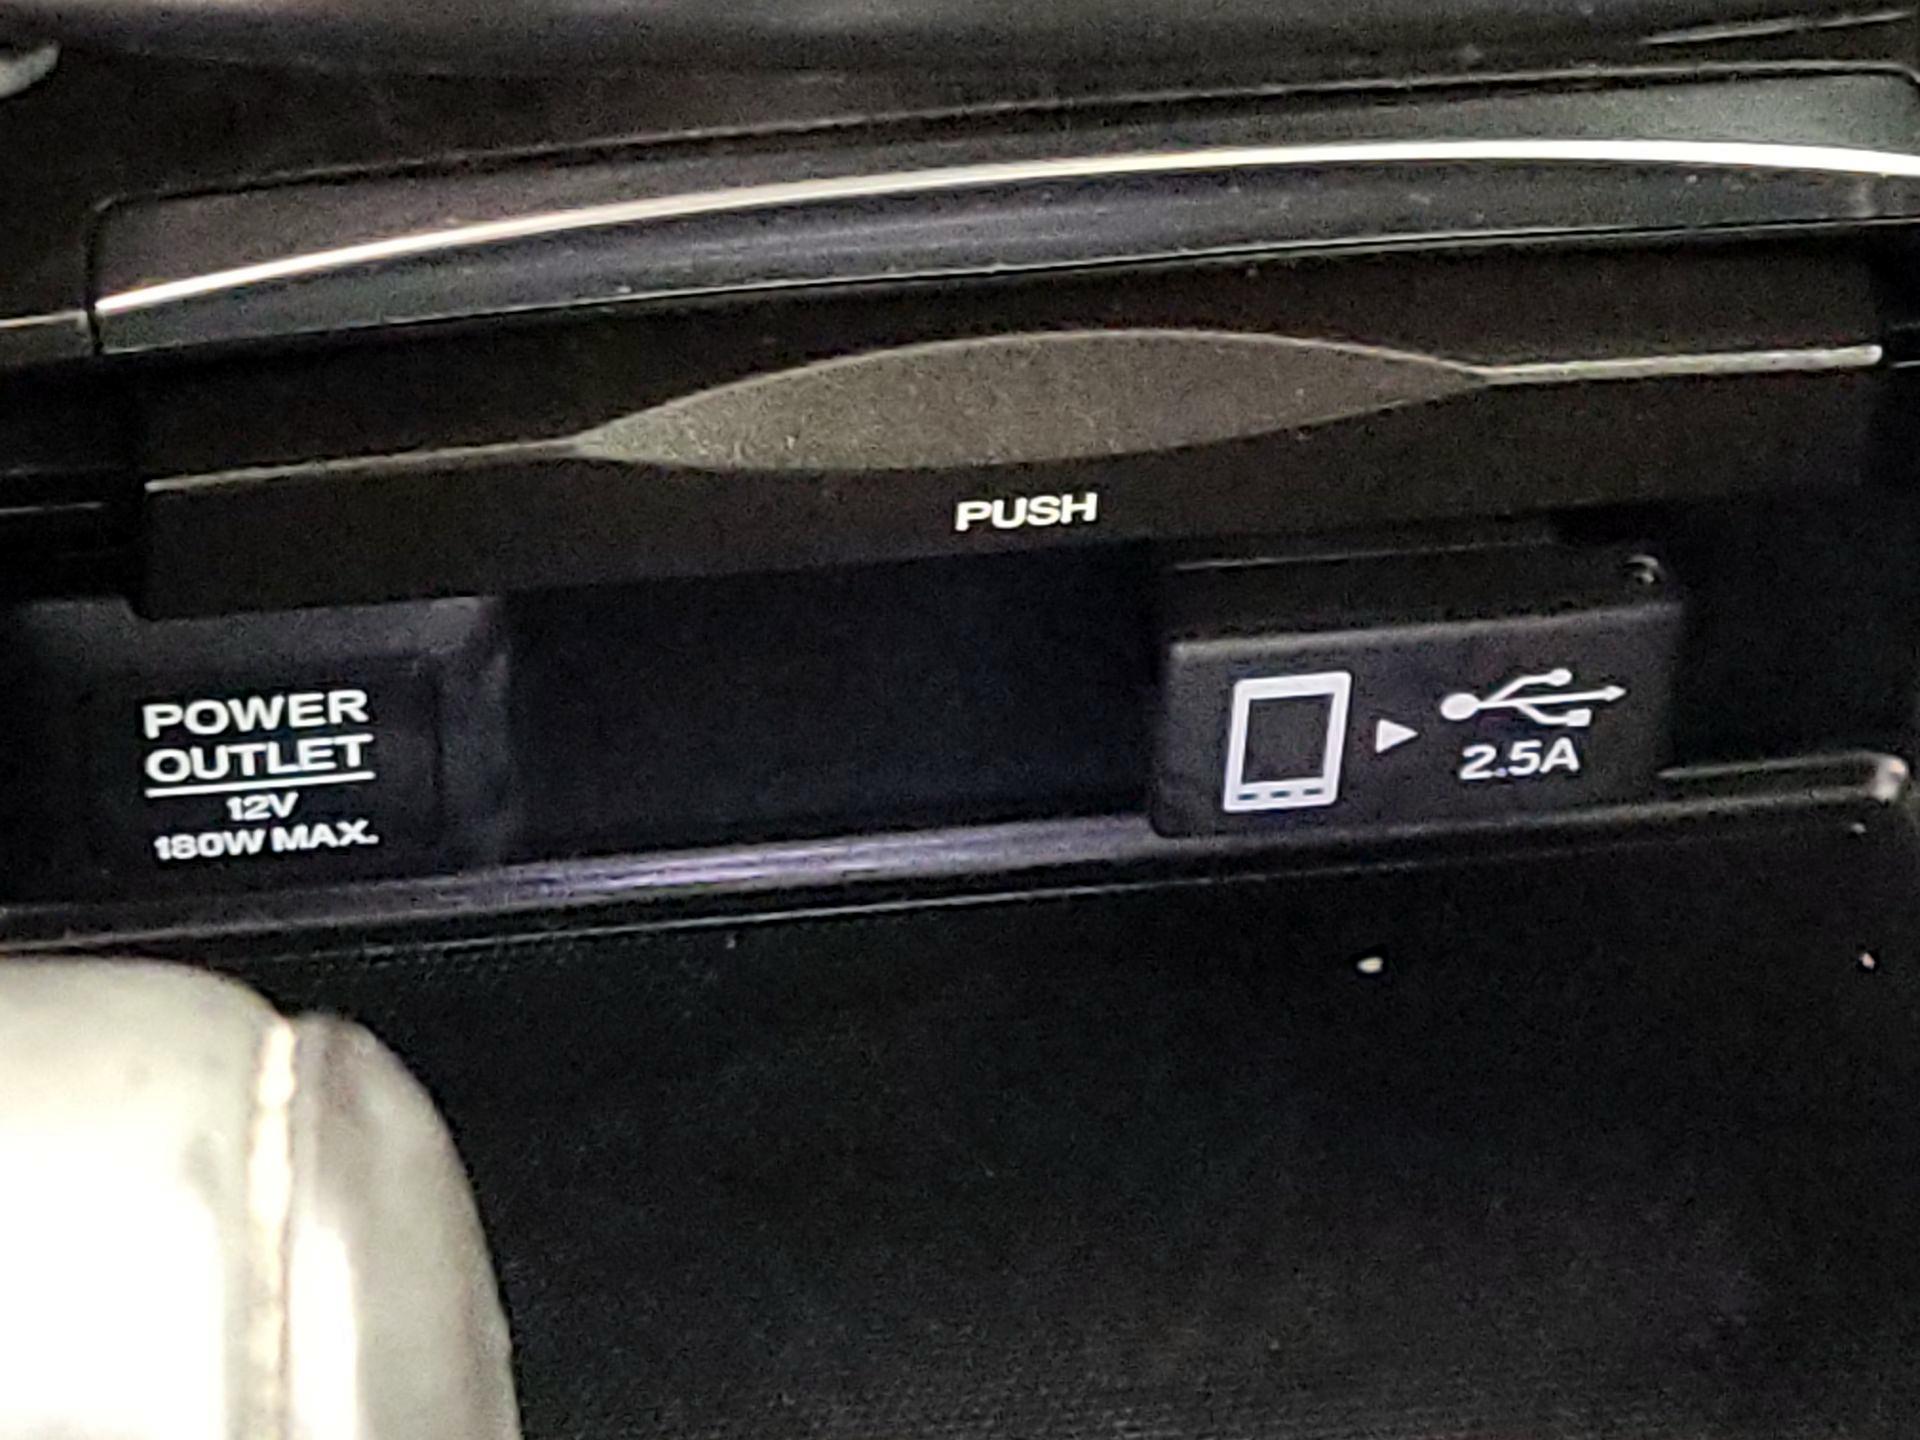 PUSH
POWER
OUTLET
12V
180W MAX.
2.5A